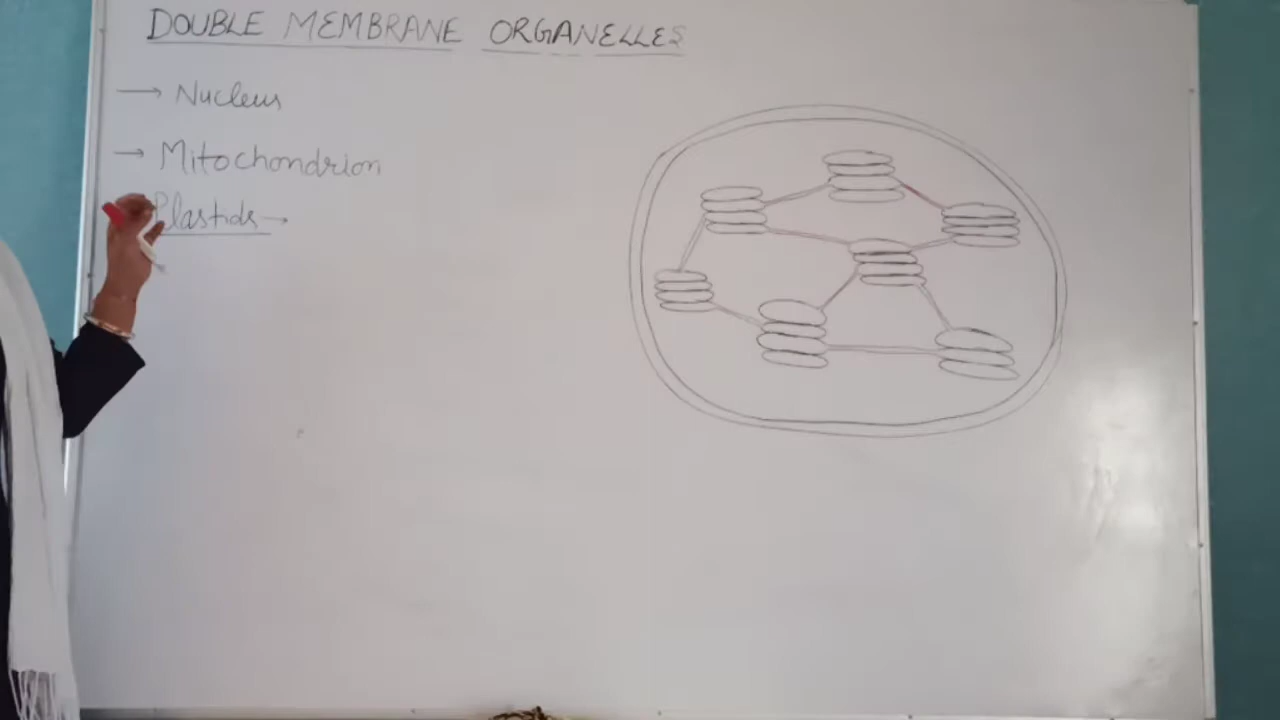 DOUBLE MEMBRANE ORGANELLES
→ Nucleus
→ Mitochondrion
Plastids →